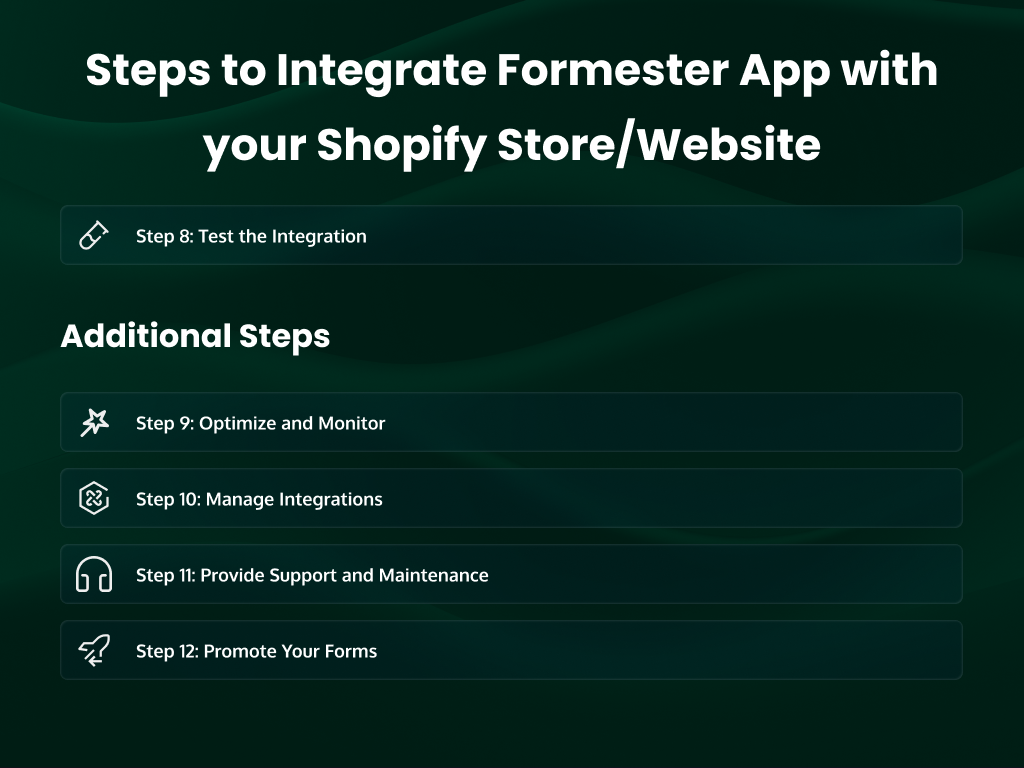 Steps to Integrate Formester App with
your Shopify Store/Website
Step 8: Test the Integration
Additional Steps
Step 9: Optimize and Monitor
Step 10: Manage Integrations
Step 11: Provide Support and Maintenance
Step 12: Promote Your Forms